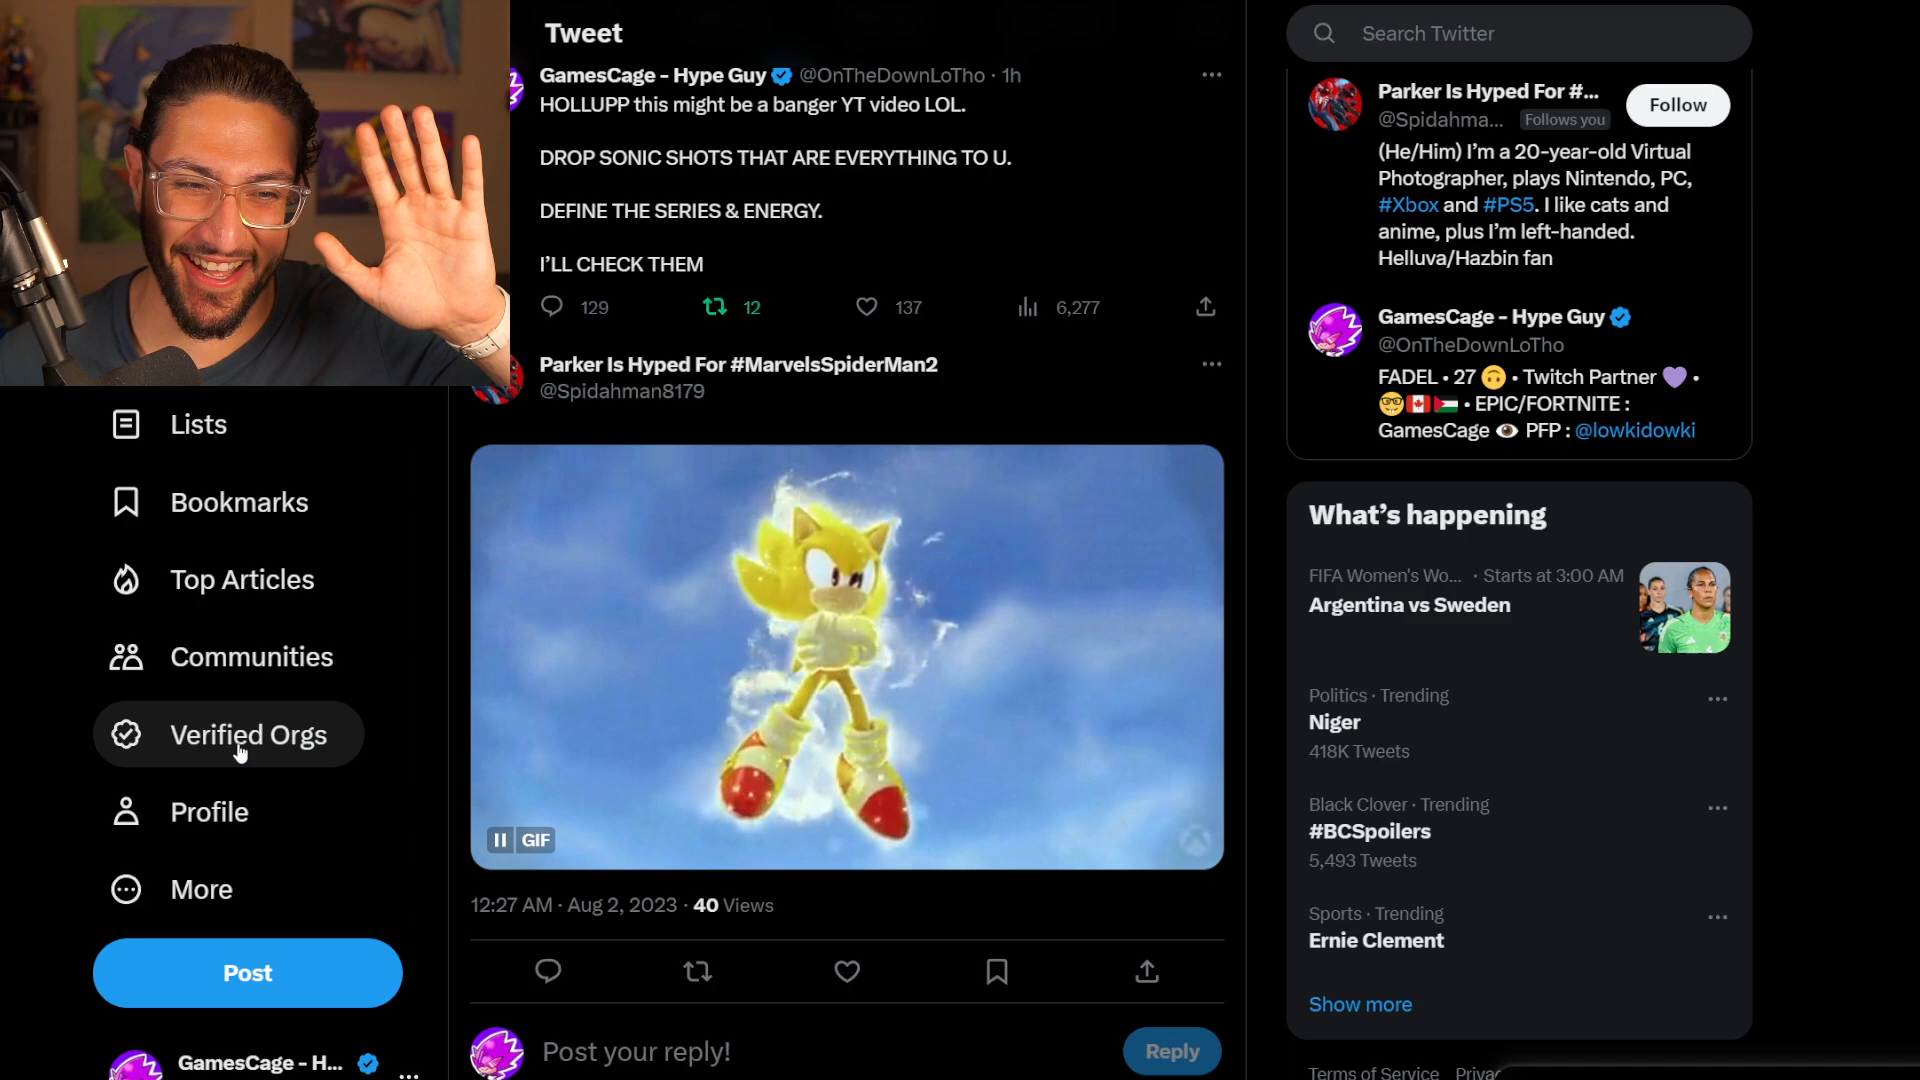 Tweet
GamesCage - Hype Guy @OnTheDownLoTho · 1h
HOLLUPP this might be a banger YT video LOL.
DROP SONIC SHOTS THAT ARE EVERYTHING TO U.
DEFINE THE SERIES & ENERGY.
I'LL CHECK THEM
129 12 137 6,277
Parker Is Hyped For #MarvelsSpiderMan2
@Spidahman8179
GIF
12:27 AM · Aug 2, 2023 · 40 Views
Post your reply!
Reply
Lists
Bookmarks
Top Articles
Communities
Verified Orgs
Profile
More
Post
GamesCage - H...
Search Twitter
Parker Is Hyped For #...
@Spidahma... Follows you
Follow
(He/Him) I'm a 20-year-old Virtual
Photographer, plays Nintendo, PC,
#Xbox and #PS5. I like cats and
anime, plus I'm left-handed.
Helluva/Hazbin fan
GamesCage - Hype Guy
@OnTheDownLoTho
FADEL • 27 🙃 • Twitch Partner 💜 •
🤓🇨🇦🇵🇸 • EPIC/FORTNITE :
GamesCage 👁️ PFP : @lowkidowki
What's happening
FIFA Women's Wo... · Starts at 3:00 AM
Argentina vs Sweden
Politics · Trending
Niger
418K Tweets
Black Clover · Trending
#BCSpoilers
5,493 Tweets
Sports · Trending
Ernie Clement
Show more
Terms of Service